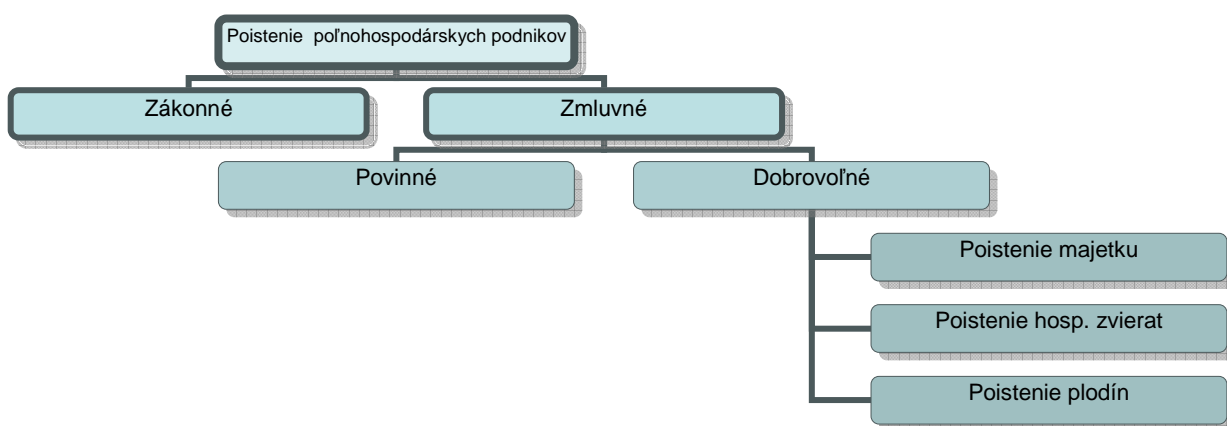 Poistenie poľnohospodárskych podnikov
Zákonné
Zmluvné
Povinné
Dobrovoľné
Poistenie majetku
Poistenie hosp. zvierat
Poistenie plodín